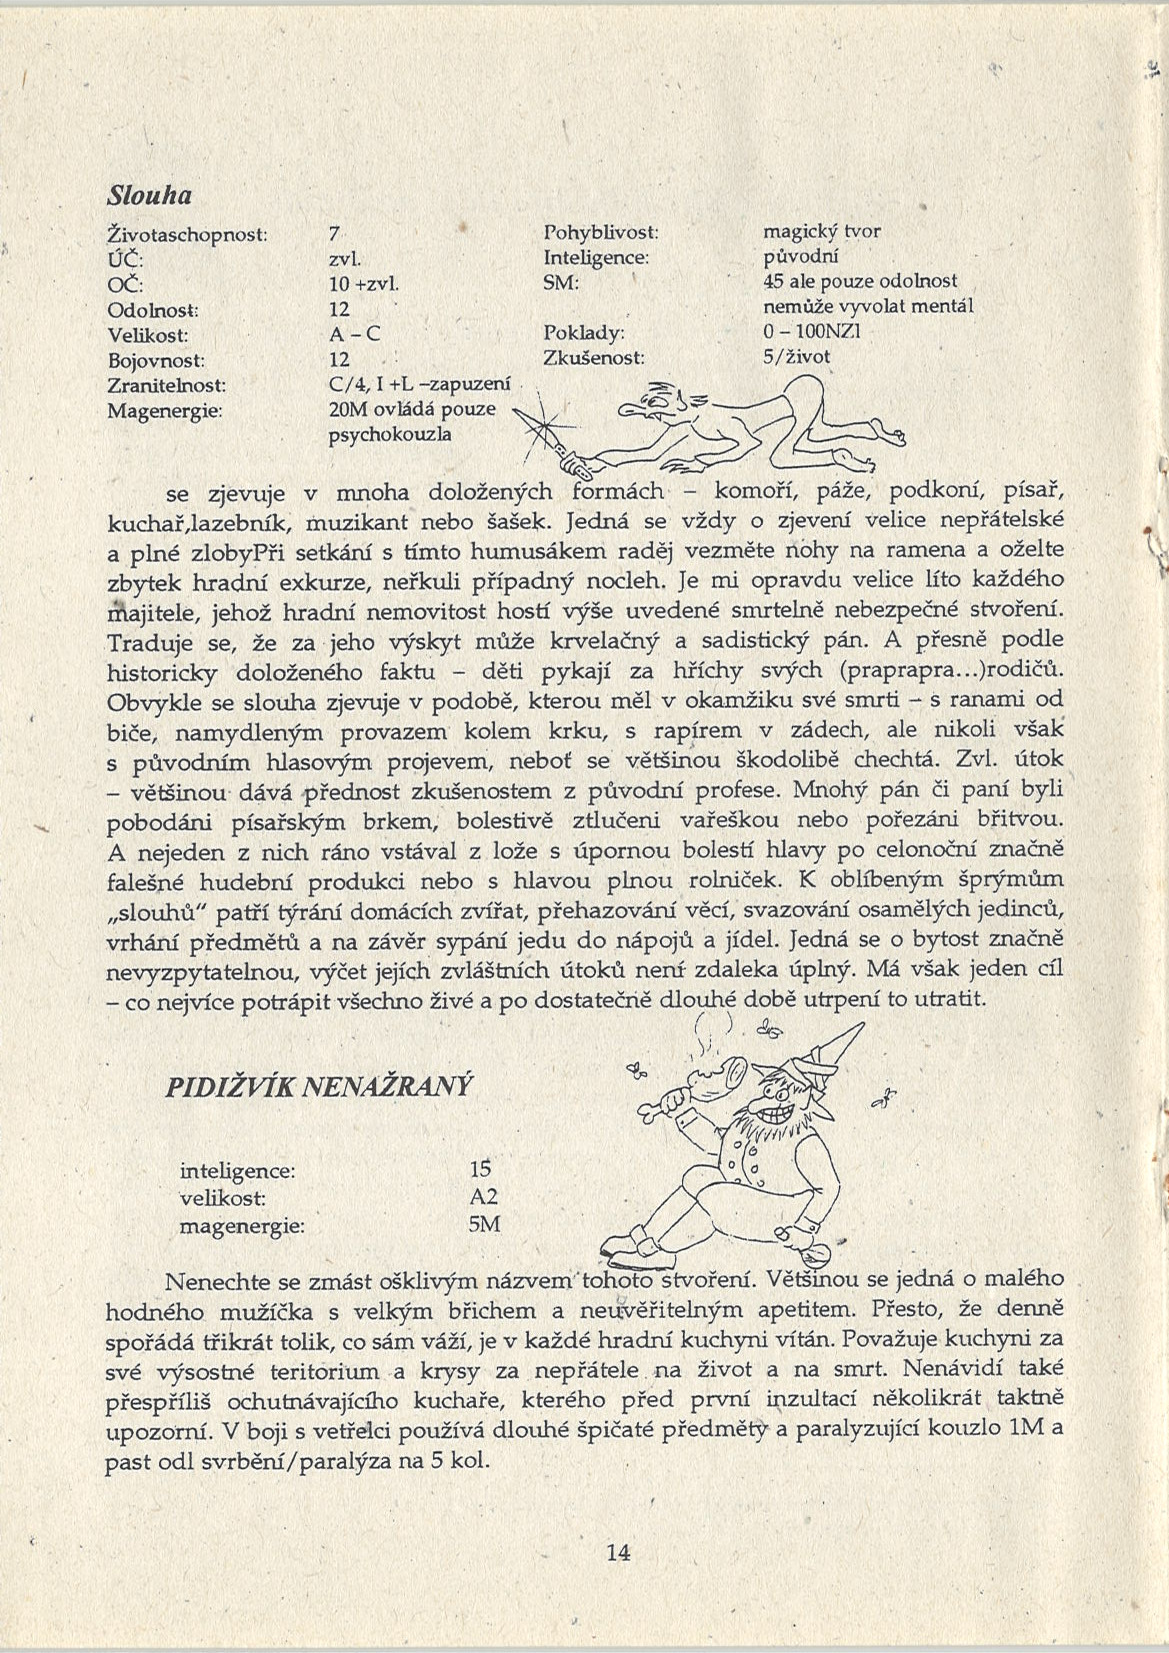 Slouha
Životaschopnost: 7 Pohyblivost: magický tvor
ÚČ: zvl. Inteligence: původní
OČ: 10 +zvl. SM: 45 ale pouze odolnost
Odolnost: 12 nemůže vyvolat mentál
Velikost: A – C Poklady: 0 – 100NZl
Bojovnost: 12 Zkušenost: 5/život
Zranitelnost: C/4, I +L –zapuzení
Magenergie: 20M ovládá pouze
psychokouzla
se zjevuje v mnoha doložených formách – komoří, páže, podkoní, písař,
kuchař,lazebník, muzikant nebo šašek. Jedná se vždy o zjevení velice nepřátelské
a plné zlobyPři setkání s tímto humusákem raděj vezměte nohy na ramena a oželte
zbytek hradní exkurze, neřkuli případný nocleh. Je mi opravdu velice líto každého
majitele, jehož hradní nemovitost hostí výše uvedené smrtelně nebezpečné stvoření.
Traduje se, že za jeho výskyt může krvelačný a sadistický pán. A přesně podle
historicky doloženého faktu – děti pykají za hříchy svých (praprapra...)rodičů.
Obvykle se slouha zjevuje v podobě, kterou měl v okamžiku své smrti – s ranami od
biče, namydleným provazem kolem krku, s rapírem v zádech, ale nikoli však
s původním hlasovým projevem, neboť se většinou škodolibě chechtá. Zvl. útok
– většinou dává přednost zkušenostem z původní profese. Mnohý pán či paní byli
pobodáni písařským brkem, bolestivě ztlučeni vařeškou nebo pořezáni břitvou.
A nejeden z nich ráno vstával z lože s úpornou bolestí hlavy po celonoční značně
falešné hudební produkci nebo s hlavou plnou rolniček. K oblíbeným šprýmům
„slouhů" patří týrání domácích zvířat, přehazování věcí, svazování osamělých jedinců,
vrhání předmětů a na závěr sypání jedu do nápojů a jídel. Jedná se o bytost značně
nevyzpytatelnou, výčet jejích zvláštních útoků není zdaleka úplný. Má však jeden cíl
– co nejvíce potrápit všechno živé a po dostatečně dlouhé době utrpení to utratit.
PIDIŽVÍK NENAŽRANÝ
inteligence: 15
velikost: A2
magenergie: 5M
Nenechte se zmást ošklivým názvem tohoto stvoření. Většinou se jedná o malého
hodného mužíčka s velkým břichem a neuvěřitelným apetitem. Přesto, že denně
spořádá třikrát tolik, co sám váží, je v každé hradní kuchyni vítán. Považuje kuchyni za
své výsostné teritorium a krysy za nepřátele na život a na smrt. Nenávidí také
přespříliš ochutnávajícího kuchaře, kterého před první inzultací několikrát taktně
upozorní. V boji s vetřelci používá dlouhé špičaté předměty a paralyzující kouzlo 1M a
past odl svrbění/paralýza na 5 kol.
14